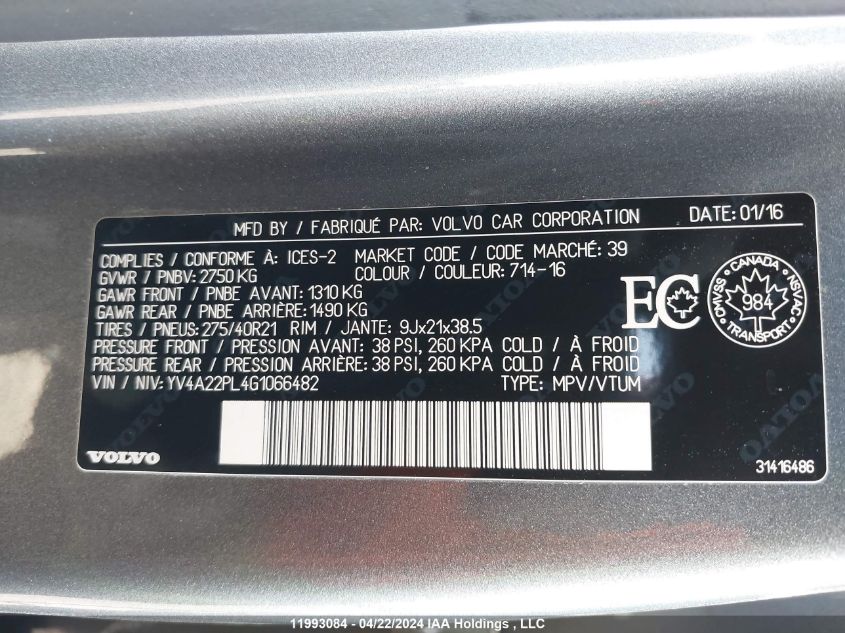 MFD BY / FABRIQUÉ PAR: VOLVO CAR CORPORATION DATE: 01/16
COMPLIES / CONFORME À: ICES-2 MARKET CODE / CODE MARCHÉ: 39
GVWR / PNBV: 2750 KG COLOUR / COULEUR: 714-16
GAWR FRONT / PNBE AVANT: 1310 KG
GAWR REAR / PNBE ARRIÈRE: 1490 KG
TIRES / PNEUS: 275/40R21 RIM / JANTE: 9Jx21x38.5
PRESSURE FRONT / PRESSION AVANT: 38 PSI, 260 KPA COLD / À FROID
PRESSURE REAR / PRESSION ARRIÈRE: 38 PSI, 260 KPA COLD / À FROID
VIN / NIV: YV4A22PL4G1066482 TYPE: MPV/VTUM
EC
CANADA
CMVSS 984 NSVAC
TRANSPORT
VOLVO
31416486
11993084 - 04/22/2024 IAA Holdings , LLC